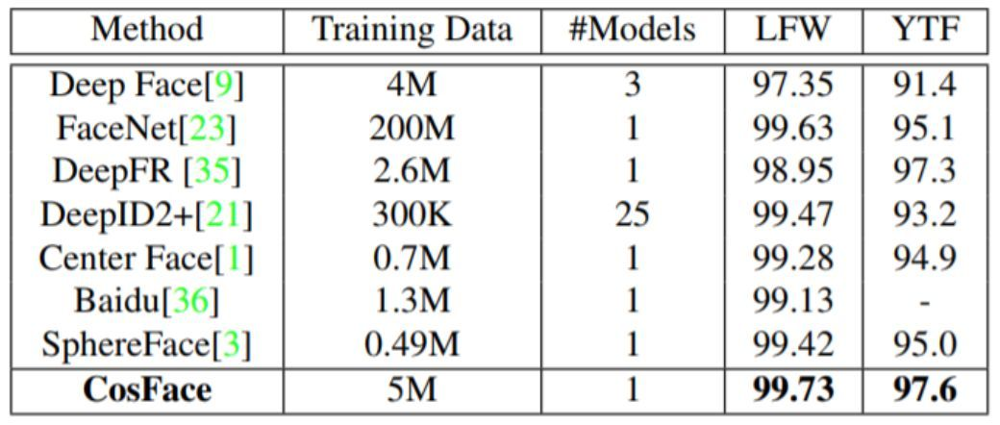 Method Training Data #Models LFW YTF
Deep Face[9] 4M 3 97.35 91.4
FaceNet[23] 200M 1 99.63 95.1
DeepFR [35] 2.6M 1 98.95 97.3
DeepID2+[21] 300K 25 99.47 93.2
Center Face[1] 0.7M 1 99.28 94.9
Baidu[36] 1.3M 1 99.13 -
SphereFace[3] 0.49M 1 99.42 95.0
CosFace 5M 1 99.73 97.6